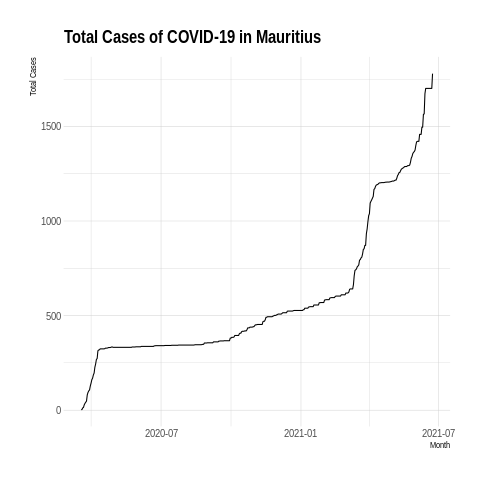 Total Cases of COVID-19 in Mauritius
Total Cases
1500
1000
500
0
2020-07
2021-01
2021-07
Month